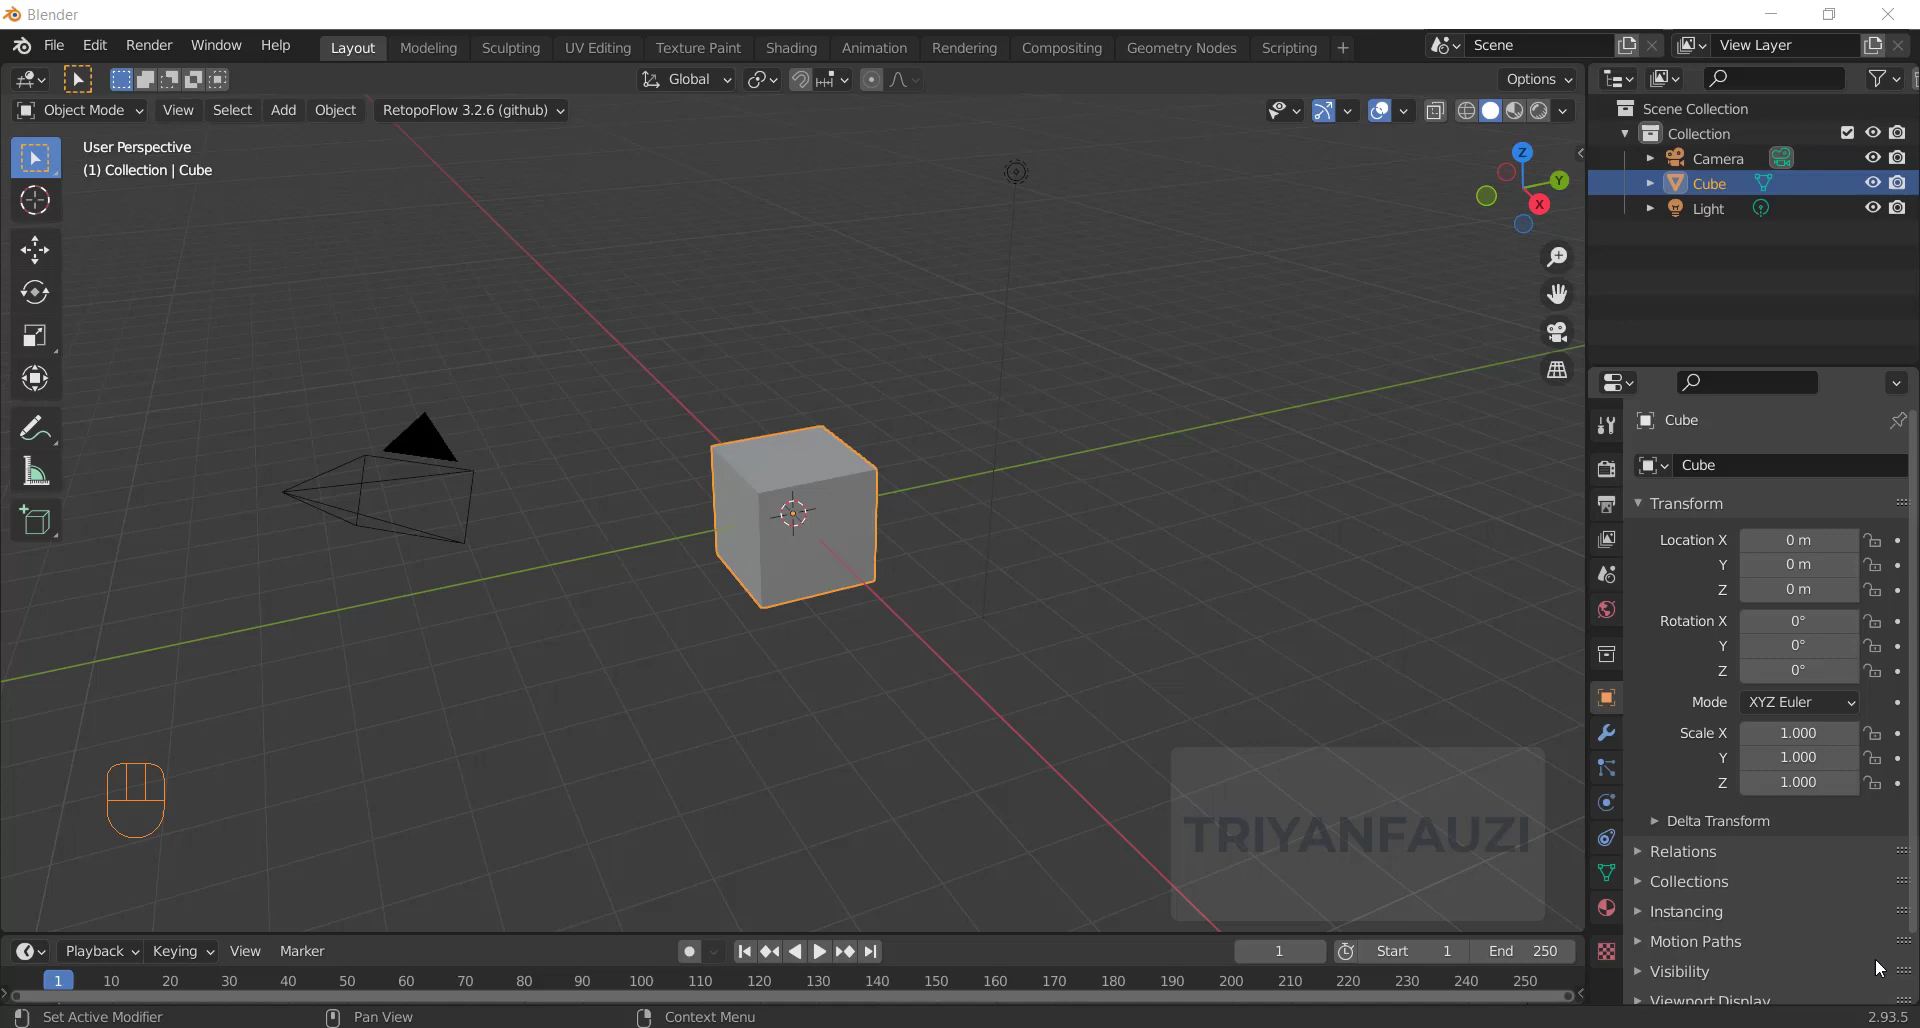 Blender
File Edit Render Window Help Layout Modeling Sculpting UV Editing Texture Paint Shading Animation Rendering Compositing Geometry Nodes Scripting + Scene View Layer
Global Options
Object Mode View Select Add Object RetopoFlow 3.2.6 (github)
User Perspective
(1) Collection | Cube
Z
Y
X
Scene Collection
Collection
Camera
Cube
Light
Cube
Cube
Transform
Location X 0 m
Y 0 m
Z 0 m
Rotation X 0°
Y 0°
Z 0°
Mode XYZ Euler
Scale X 1.000
Y 1.000
Z 1.000
Delta Transform
Relations
Collections
Instancing
Motion Paths
Visibility
Viewport Display
TRIYANFAUZI
Playback Keying View Marker 1 Start 1 End 250
1 10 20 30 40 50 60 70 80 90 100 110 120 130 140 150 160 170 180 190 200 210 220 230 240 250
Set Active Modifier Pan View Context Menu 2.93.5